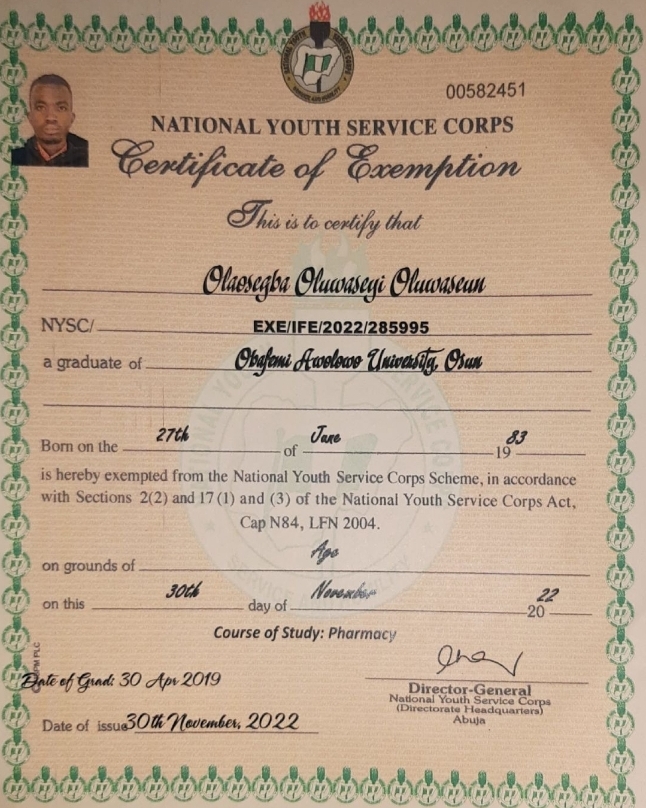 00582451
NATIONAL YOUTH SERVICE CORPS
Certificate of Exemption
This is to certify that
Olaosegba Oluwaseyi Oluwaseun
NYSC/ EXE/IFE/2022/285995
a graduate of Obafemi Awolowo University, Osun
Born on the 27th of June 19 83
is hereby exempted from the National Youth Service Corps Scheme, in accordance
with Sections 2(2) and 17 (1) and (3) of the National Youth Service Corps Act,
Cap N84, LFN 2004.
on grounds of Age
on this 30th day of November 20 22
Course of Study: Pharmacy
Date of Grad: 30 Apr 2019
Director-General
National Youth Service Corps
(Directorate Headquarters)
Abuja
Date of issue 30th November, 2022